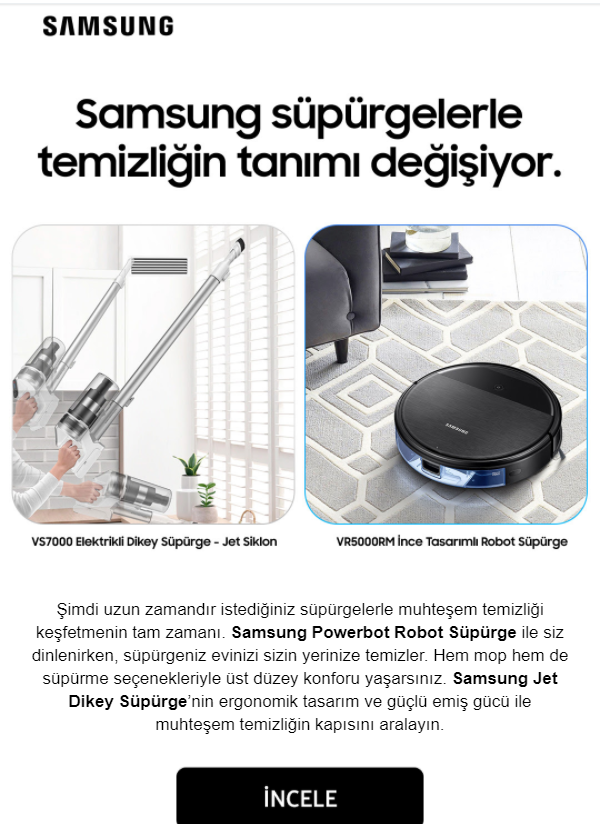 SAMSUNG
Samsung süpürgelerle
temizliğin tanımı değişiyor.
SAMSUNG
VS7000 Elektrikli Dikey Süpürge - Jet Siklon
VR5000RM İnce Tasarımlı Robot Süpürge
Şimdi uzun zamandır istediğiniz süpürgelerle muhteşem temizliği
keşfetmenin tam zamanı. Samsung Powerbot Robot Süpürge ile siz
dinlenirken, süpürgeniz evinizi sizin yerinize temizler. Hem mop hem de
süpürme seçenekleriyle üst düzey konforu yaşarsınız. Samsung Jet
Dikey Süpürge’nin ergonomik tasarım ve güçlü emiş gücü ile
muhteşem temizliğin kapısını aralayın.
İNCELE